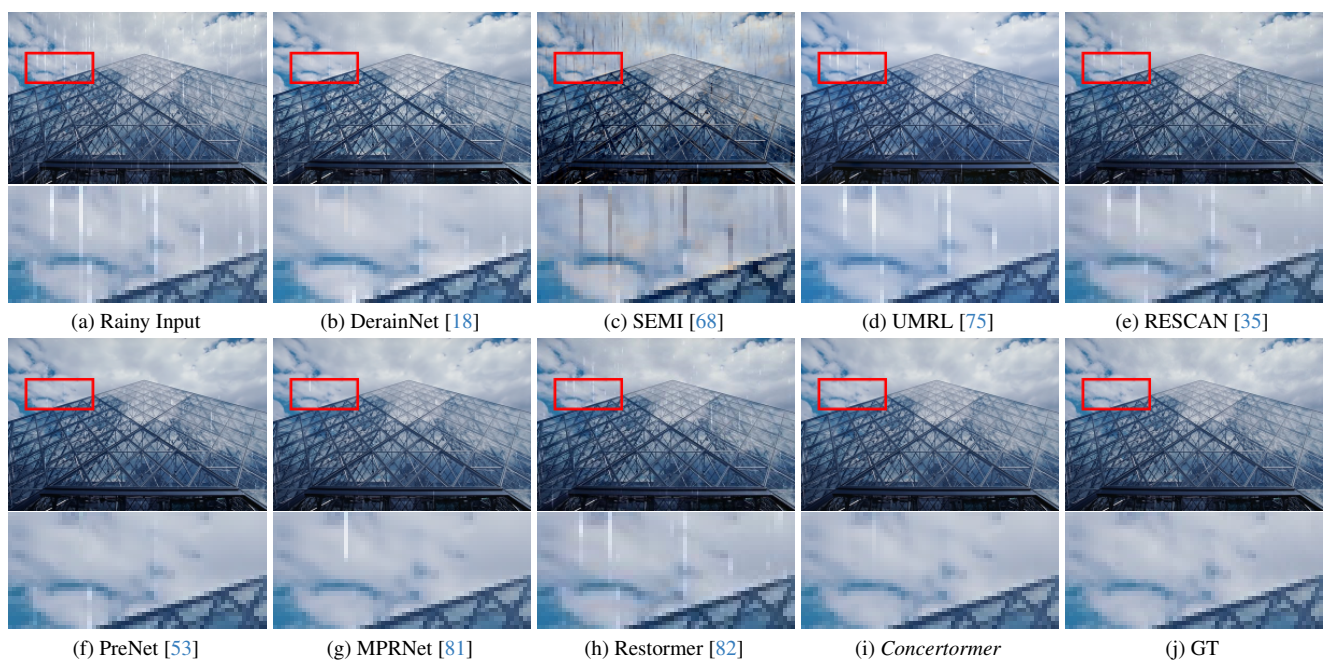 (a) Rainy Input
(b) DerainNet [18]
(c) SEMI [68]
(d) UMRL [75]
(e) RESCAN [35]
(f) PreNet [53]
(g) MPRNet [81]
(h) Restormer [82]
(i) Concertormer
(j) GT